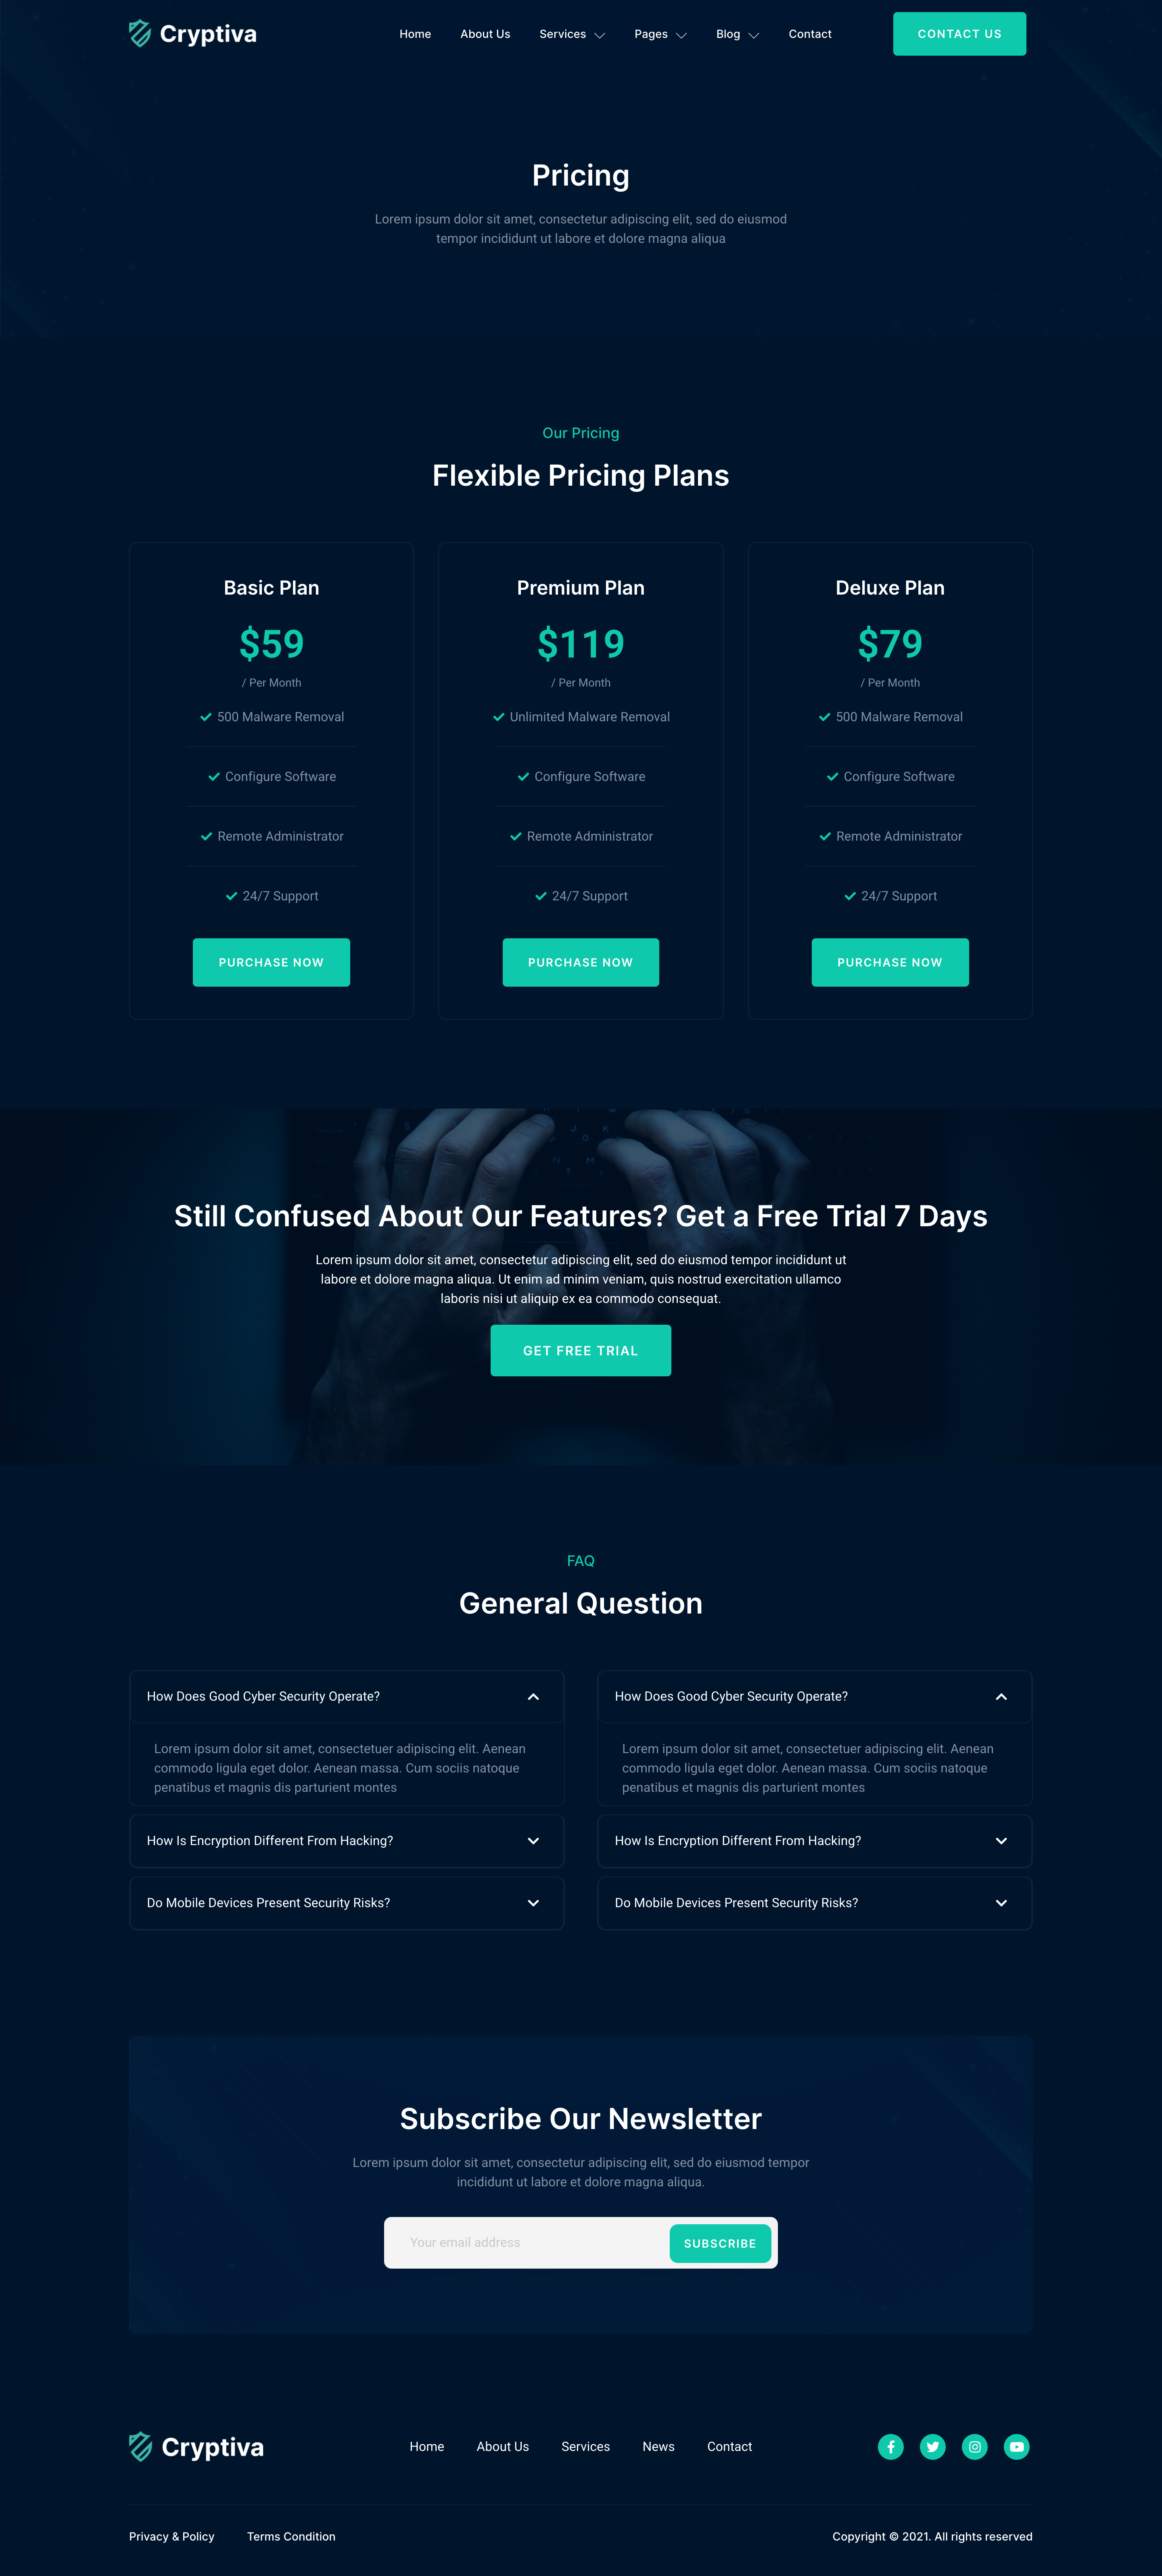 Cryptiva
Home
About Us
Services
Pages
Blog
Contact
CONTACT US
Pricing
Lorem ipsum dolor sit amet, consectetur adipiscing elit, sed do eiusmod
tempor incididunt ut labore et dolore magna aliqua
Our Pricing
Flexible Pricing Plans
Basic Plan
$59
/ Per Month
500 Malware Removal
Configure Software
Remote Administrator
24/7 Support
PURCHASE NOW
Premium Plan
$119
/ Per Month
Unlimited Malware Removal
Configure Software
Remote Administrator
24/7 Support
PURCHASE NOW
Deluxe Plan
$79
/ Per Month
500 Malware Removal
Configure Software
Remote Administrator
24/7 Support
PURCHASE NOW
Still Confused About Our Features? Get a Free Trial 7 Days
Lorem ipsum dolor sit amet, consectetur adipiscing elit, sed do eiusmod tempor incididunt ut
labore et dolore magna aliqua. Ut enim ad minim veniam, quis nostrud exercitation ullamco
laboris nisi ut aliquip ex ea commodo consequat.
GET FREE TRIAL
FAQ
General Question
How Does Good Cyber Security Operate?
Lorem ipsum dolor sit amet, consectetuer adipiscing elit. Aenean
commodo ligula eget dolor. Aenean massa. Cum sociis natoque
penatibus et magnis dis parturient montes
How Is Encryption Different From Hacking?
Do Mobile Devices Present Security Risks?
How Does Good Cyber Security Operate?
Lorem ipsum dolor sit amet, consectetuer adipiscing elit. Aenean
commodo ligula eget dolor. Aenean massa. Cum sociis natoque
penatibus et magnis dis parturient montes
How Is Encryption Different From Hacking?
Do Mobile Devices Present Security Risks?
Subscribe Our Newsletter
Lorem ipsum dolor sit amet, consectetur adipiscing elit, sed do eiusmod tempor
incididunt ut labore et dolore magna aliqua.
Your email address
SUBSCRIBE
Cryptiva
Home
About Us
Services
News
Contact
Privacy & Policy
Terms Condition
Copyright © 2021. All rights reserved